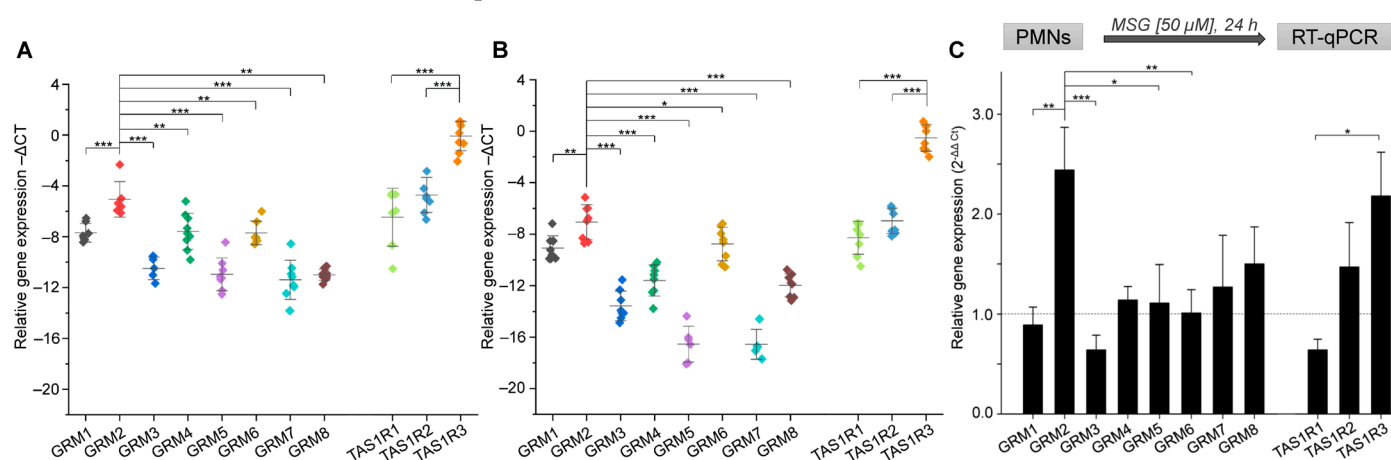 PMNs
MSG [50 µM], 24 h
RT-qPCR
A
Relative gene expression –ΔCT
4
0
–4
–8
–12
–16
–20
**
***
**
***
**
***
***
***
***
GRM1
GRM2
GRM3
GRM4
GRM5
GRM6
GRM7
GRM8
TAS1R1
TAS1R2
TAS1R3
B
Relative gene expression –ΔCT
4
0
–4
–8
–12
–16
–20
***
***
*
***
***
***
**
***
***
GRM1
GRM2
GRM3
GRM4
GRM5
GRM6
GRM7
GRM8
TAS1R1
TAS1R2
TAS1R3
C
Relative gene expression (2-ΔΔ Ct)
3.0
2.0
1.0
0.0
**
*
***
**
*
GRM1
GRM2
GRM3
GRM4
GRM5
GRM6
GRM7
GRM8
TAS1R1
TAS1R2
TAS1R3